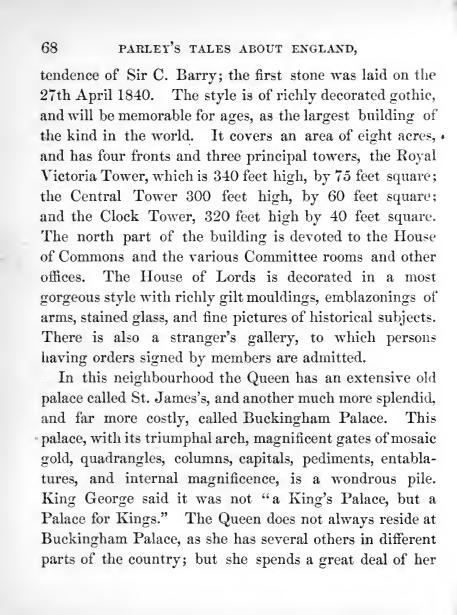 68 PARLEY'S TALES ABOUT ENGLAND,
tendence of Sir C. Barry; the first stone was laid on the
27th April 1840. The style is of richly decorated gothic,
and will be memorable for ages, as the largest building of
the kind in the world. It covers an area of eight acres,
and has four fronts and three principal towers, the Royal
Victoria Tower, which is 340 feet high, by 75 feet square;
the Central Tower 300 feet high, by 60 feet square;
and the Clock Tower, 320 feet high by 40 feet square.
The north part of the building is devoted to the House
of Commons and the various Committee rooms and other
offices. The House of Lords is decorated in a most
gorgeous style with richly gilt mouldings, emblazonings of
arms, stained glass, and fine pictures of historical subjects.
There is also a stranger's gallery, to which persons
having orders signed by members are admitted.
In this neighbourhood the Queen has an extensive old
palace called St. James's, and another much more splendid,
and far more costly, called Buckingham Palace. This
palace, with its triumphal arch, magnificent gates of mosaic
gold, quadrangles, columns, capitals, pediments, entabla-
tures, and internal magnificence, is a wondrous pile.
King George said it was not "a King's Palace, but a
Palace for Kings." The Queen does not always reside at
Buckingham Palace, as she has several others in different
parts of the country; but she spends a great deal of her